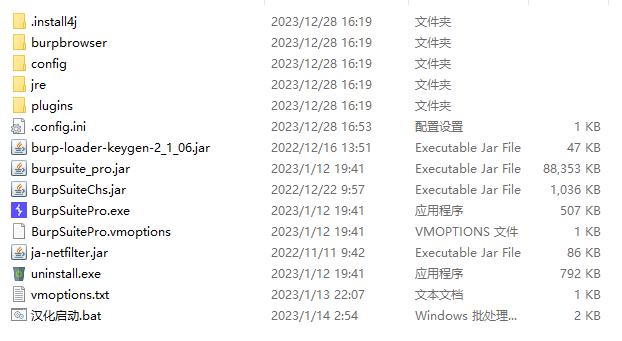 .install4j 2023/12/28 16:19 文件夹
burpbrowser 2023/12/28 16:19 文件夹
config 2023/12/28 16:19 文件夹
jre 2023/12/28 16:19 文件夹
plugins 2023/12/28 16:19 文件夹
.config.ini 2023/12/28 16:53 配置设置 1 KB
burp-loader-keygen-2_1_06.jar 2022/12/16 13:51 Executable Jar File 47 KB
burpsuite_pro.jar 2023/1/12 19:41 Executable Jar File 88,353 KB
BurpSuiteChs.jar 2022/12/22 9:57 Executable Jar File 1,036 KB
BurpSuitePro.exe 2023/1/12 19:41 应用程序 507 KB
BurpSuitePro.vmoptions 2023/1/12 19:41 VMOPTIONS 文件 1 KB
ja-netfilter.jar 2022/11/11 9:42 Executable Jar File 86 KB
uninstall.exe 2023/1/12 19:41 应用程序 792 KB
vmoptions.txt 2023/1/13 22:07 文本文档 1 KB
汉化启动.bat 2023/1/14 2:54 Windows 批处理... 2 KB